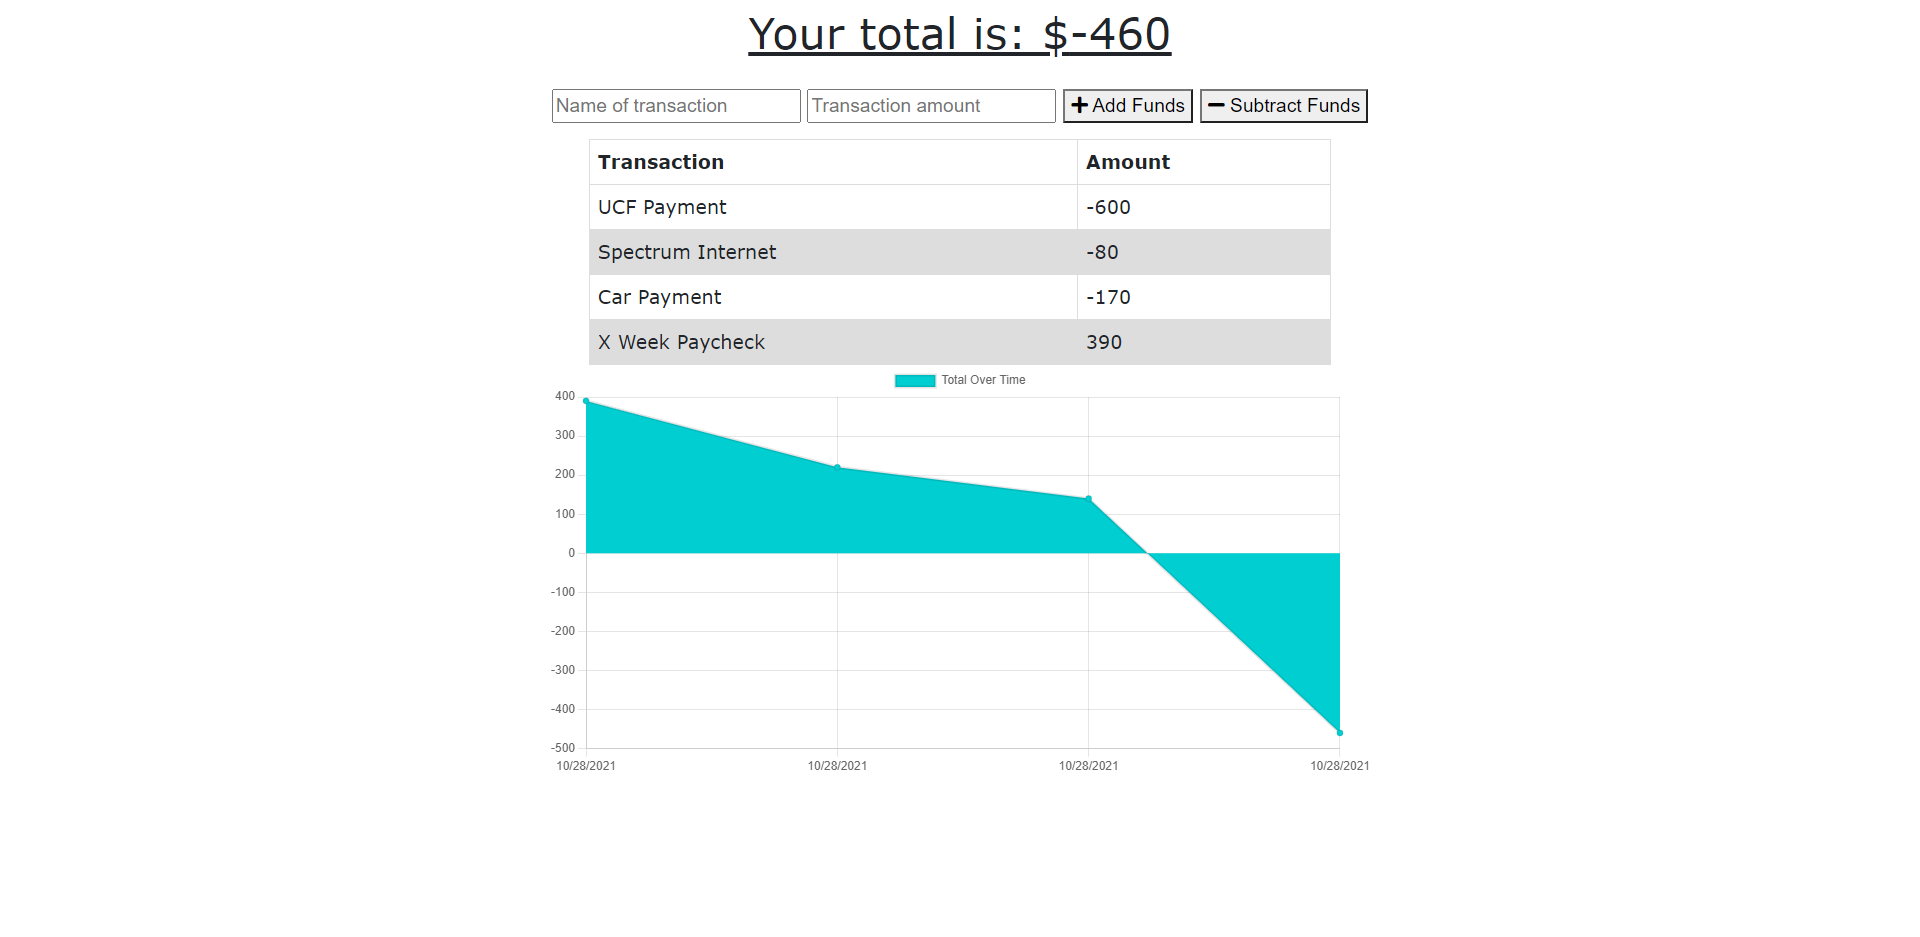 Your total is: $-460
Name of transaction Transaction amount Add Funds Subtract Funds
Transaction Amount
UCF Payment -600
Spectrum Internet -80
Car Payment -170
X Week Paycheck 390
Total Over Time
400
300
200
100
0
-100
-200
-300
-400
-500
10/28/2021 10/28/2021 10/28/2021 10/28/2021